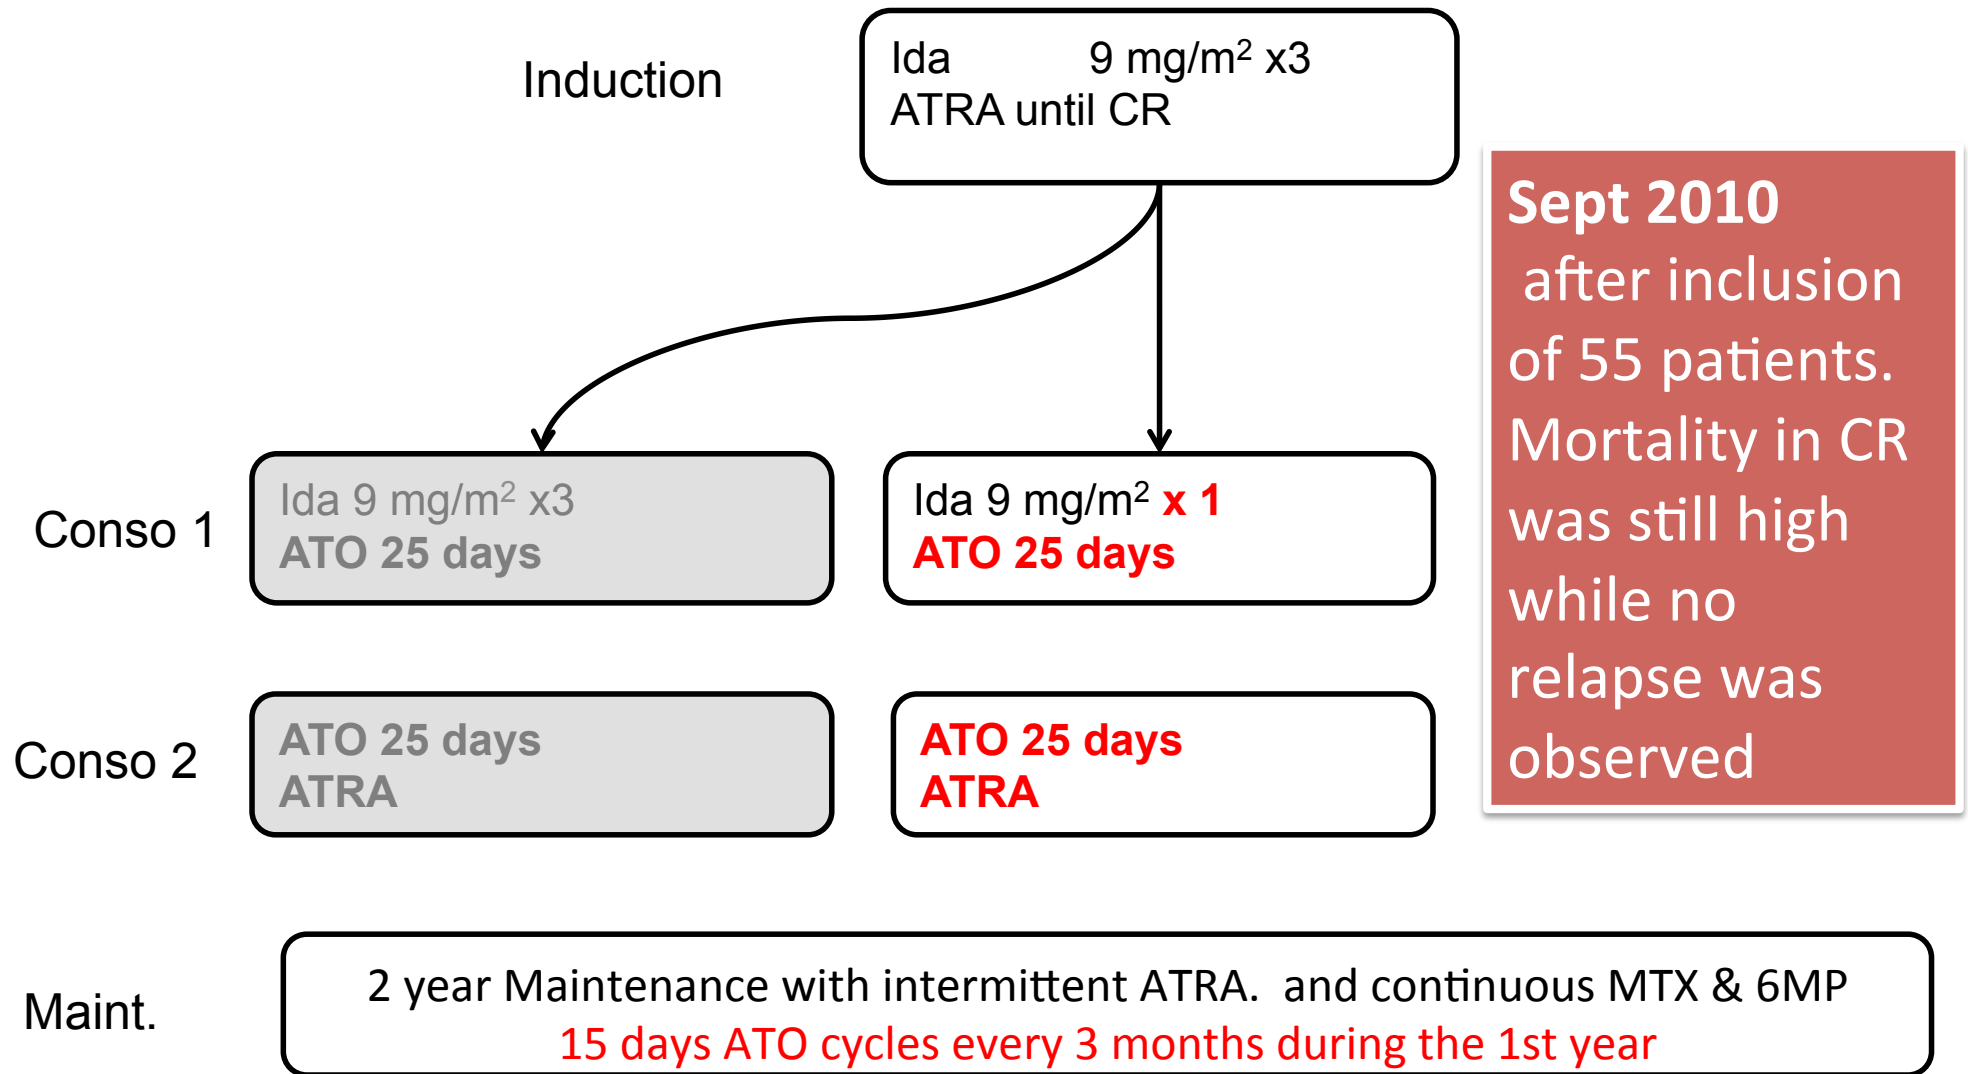 Induction
Ida 9 mg/m² x3
ATRA until CR
Sept 2010
after inclusion
of 55 patients.
Mortality in CR
was still high
while no
relapse was
observed
Conso 1
Ida 9 mg/m² x3
ATO 25 days
Ida 9 mg/m² x 1
ATO 25 days
Conso 2
ATO 25 days
ATRA
ATO 25 days
ATRA
Maint.
2 year Maintenance with intermittent ATRA. and continuous MTX & 6MP
15 days ATO cycles every 3 months during the 1st year